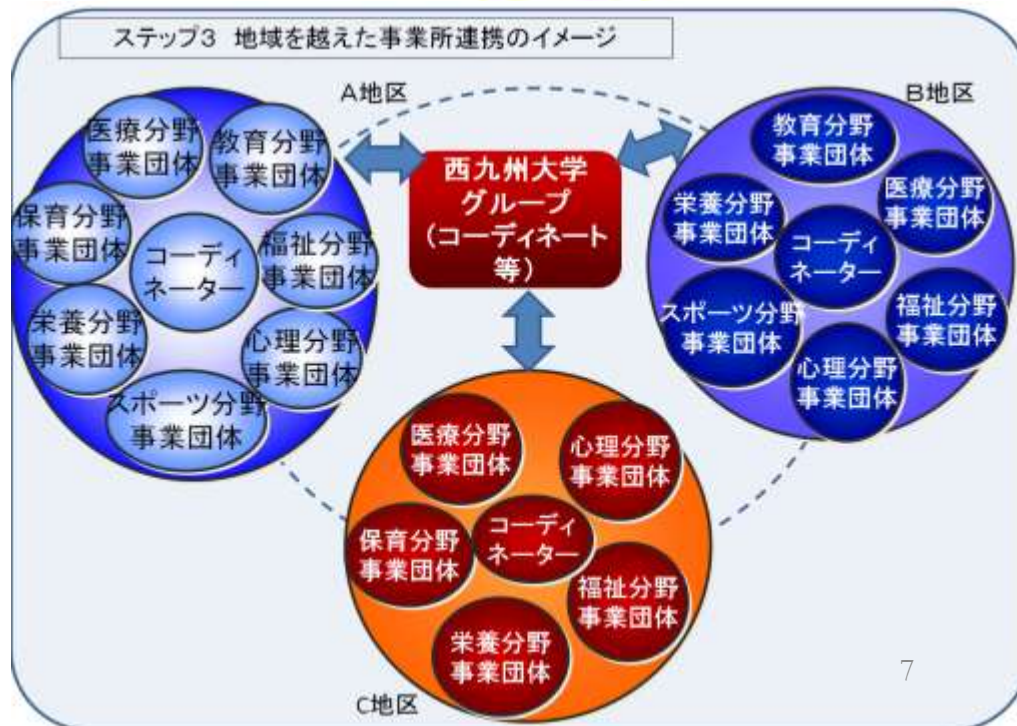 ステップ3 地域を越えた事業所連携のイメージ
A地区
医療分野
事業団体
教育分野
事業団体
保育分野
事業団体
コーディ
ネーター
福祉分野
事業団体
栄養分野
事業団体
心理分野
事業団体
スポーツ分野
事業団体
西九州大学
グループ
(コーディネート
等)
B地区
教育分野
事業団体
栄養分野
事業団体
医療分野
事業団体
コーディ
ネーター
スポーツ分野
事業団体
福祉分野
事業団体
心理分野
事業団体
医療分野
事業団体
心理分野
事業団体
保育分野
事業団体
コーディ
ネーター
福祉分野
事業団体
栄養分野
事業団体
C地区
7